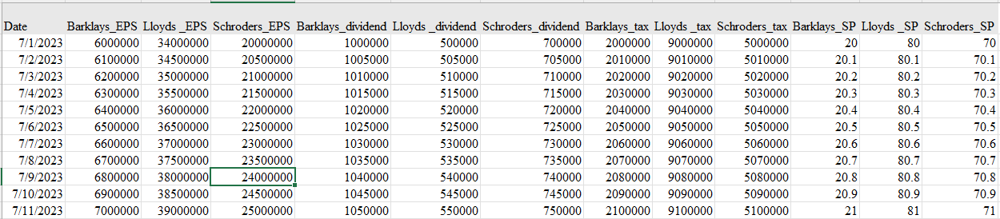 Date Barklays_EPS Lloyds _EPS Schroders_EPS Barklays_dividend Lloyds _dividend Schroders_dividend Barklays_tax Lloyds _tax Schroders_tax Barklays_SP Lloyds _SP Schroders_SP
7/1/2023 6000000 34000000 20000000 1000000 500000 700000 2000000 9000000 5000000 20 80 70
7/2/2023 6100000 34500000 20500000 1005000 505000 705000 2010000 9010000 5010000 20.1 80.1 70.1
7/3/2023 6200000 35000000 21000000 1010000 510000 710000 2020000 9020000 5020000 20.2 80.2 70.2
7/4/2023 6300000 35500000 21500000 1015000 515000 715000 2030000 9030000 5030000 20.3 80.3 70.3
7/5/2023 6400000 36000000 22000000 1020000 520000 720000 2040000 9040000 5040000 20.4 80.4 70.4
7/6/2023 6500000 36500000 22500000 1025000 525000 725000 2050000 9050000 5050000 20.5 80.5 70.5
7/7/2023 6600000 37000000 23000000 1030000 530000 730000 2060000 9060000 5060000 20.6 80.6 70.6
7/8/2023 6700000 37500000 23500000 1035000 535000 735000 2070000 9070000 5070000 20.7 80.7 70.7
7/9/2023 6800000 38000000 24000000 1040000 540000 740000 2080000 9080000 5080000 20.8 80.8 70.8
7/10/2023 6900000 38500000 24500000 1045000 545000 745000 2090000 9090000 5090000 20.9 80.9 70.9
7/11/2023 7000000 39000000 25000000 1050000 550000 750000 2100000 9100000 5100000 21 81 71